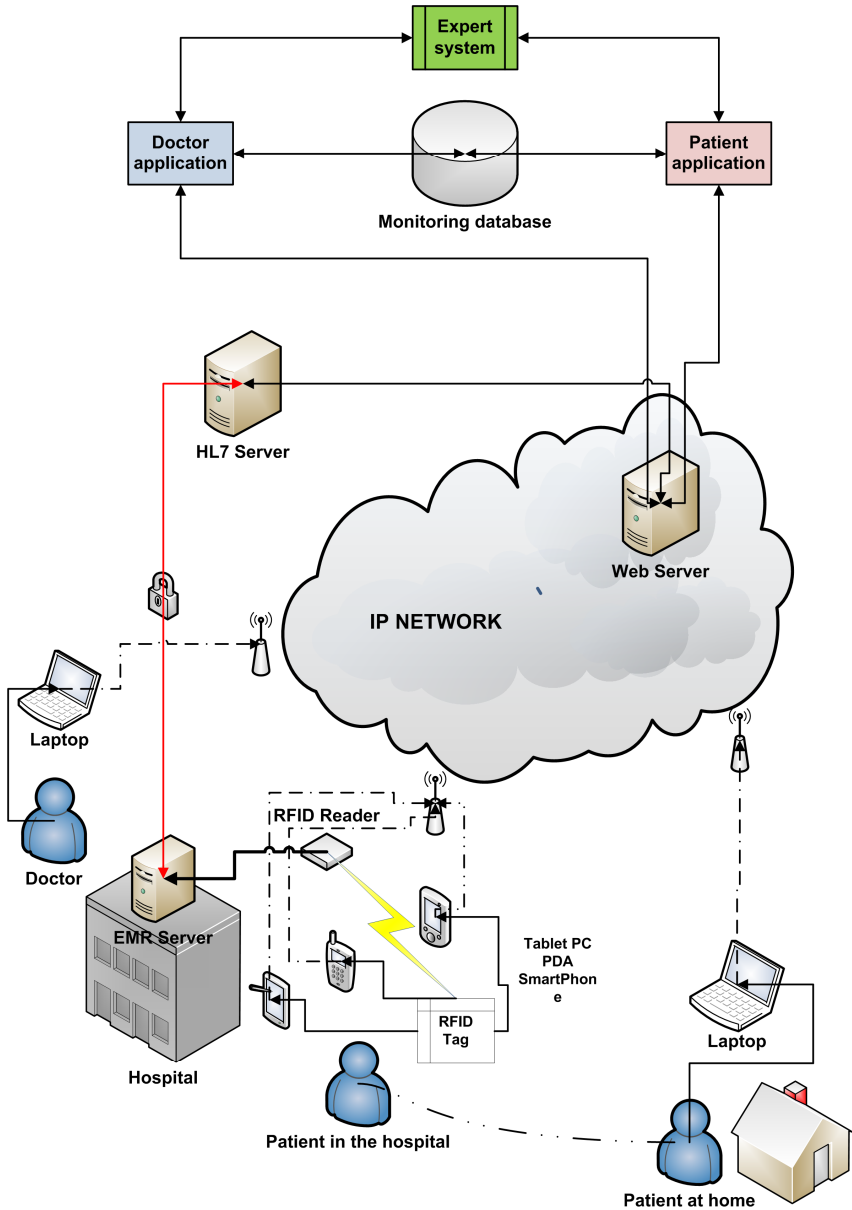 Expert
system
Doctor
application
Patient
application
Monitoring database
HL7 Server
Web Server
IP NETWORK
Laptop
RFID Reader
Doctor
EMR Server
Tablet PC
PDA
SmartPhon
e
RFID
Tag
Laptop
Hospital
Patient in the hospital
Patient at home